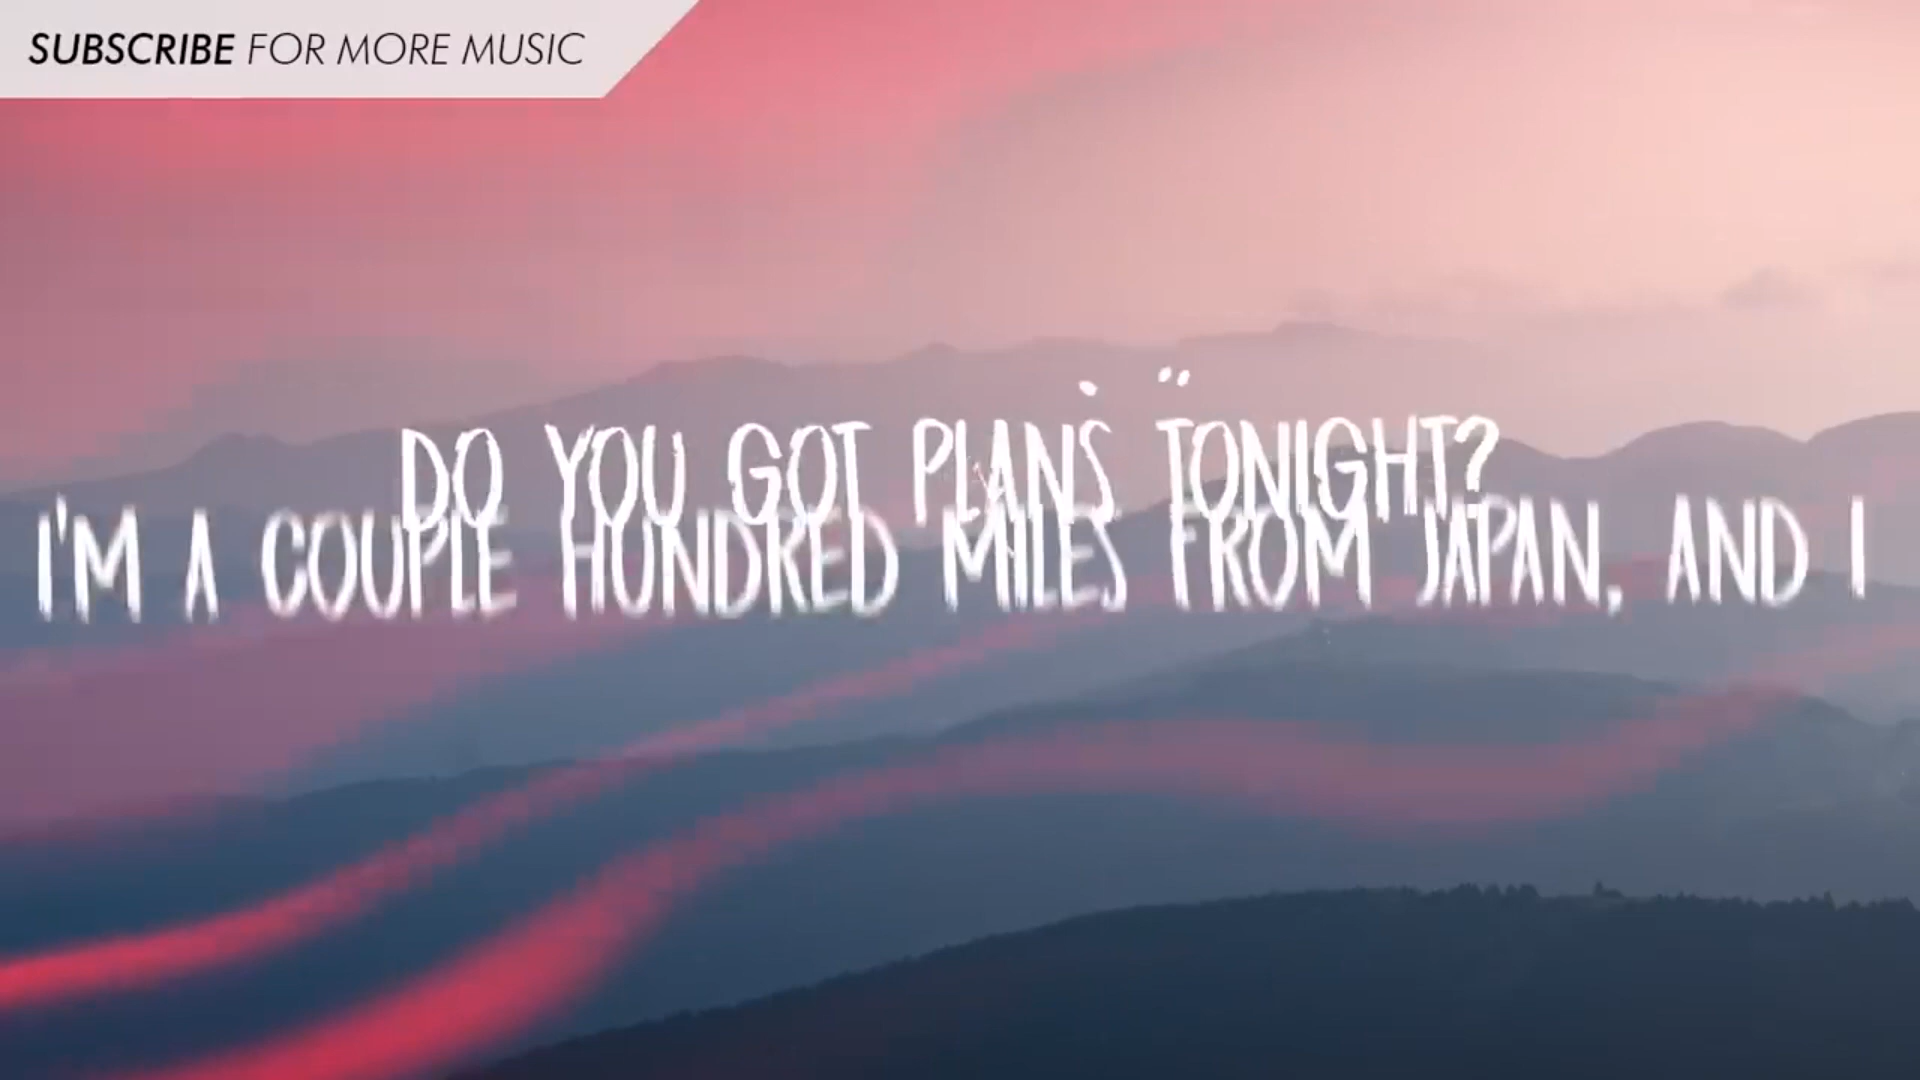 SUBSCRIBE FOR MORE MUSIC
DO YOU GOT PLANS TONIGHT?
I'M A COUPLE HUNDRED MILES FROM JAPAN, AND I